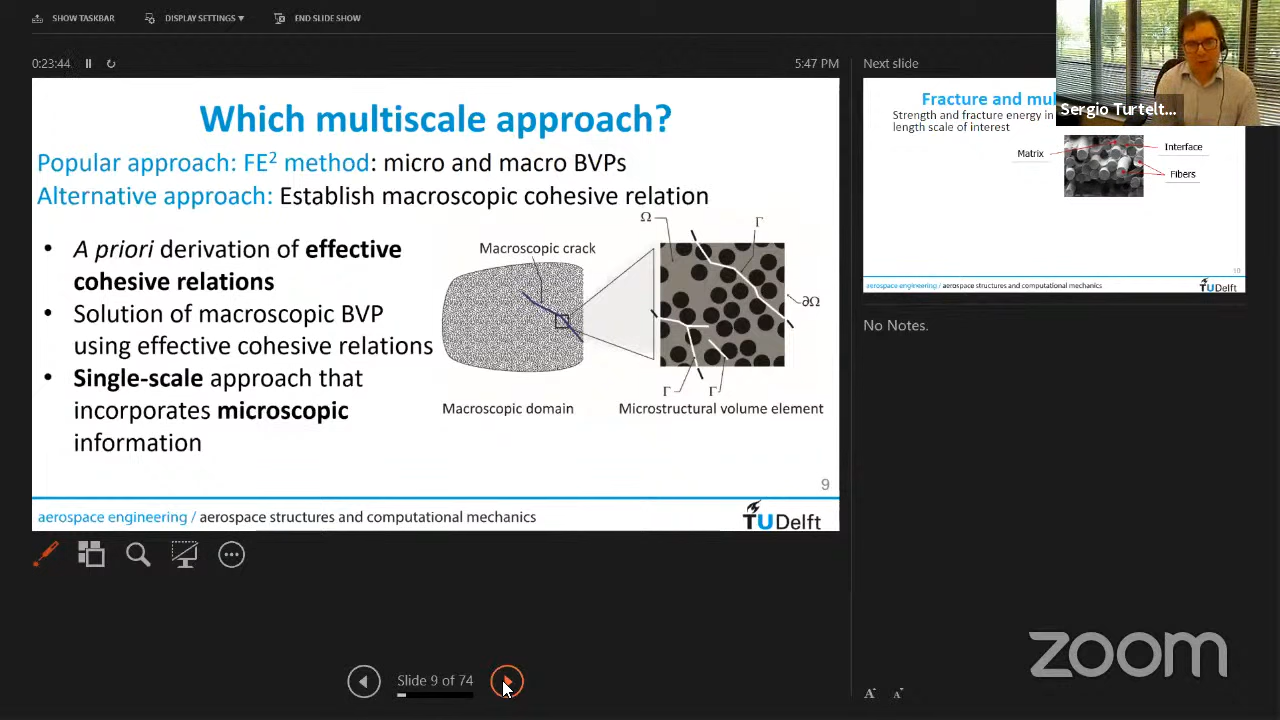 SHOW TASKBAR
DISPLAY SETTINGS ▾
END SLIDE SHOW
0:23:44
5:47 PM
Which multiscale approach?
Popular approach: FE² method: micro and macro BVPs
Alternative approach: Establish macroscopic cohesive relation
• A priori derivation of effective
cohesive relations
• Solution of macroscopic BVP
using effective cohesive relations
• Single-scale approach that
incorporates microscopic
information
Macroscopic crack
Ω
Γ
∂Ω
Γ
Γ
Macroscopic domain
Microstructural volume element
9
aerospace engineering / aerospace structures and computational mechanics
TUDelft
Slide 9 of 74
Next slide
Fracture and mu
Strength and fracture energy in
length scale of interest
Matrix
Interface
Fibers
10
aerospace engineering / aerospace structures and computational mechanics
TUDelft
No Notes.
Sergio Turtelt...
zoom
A
A